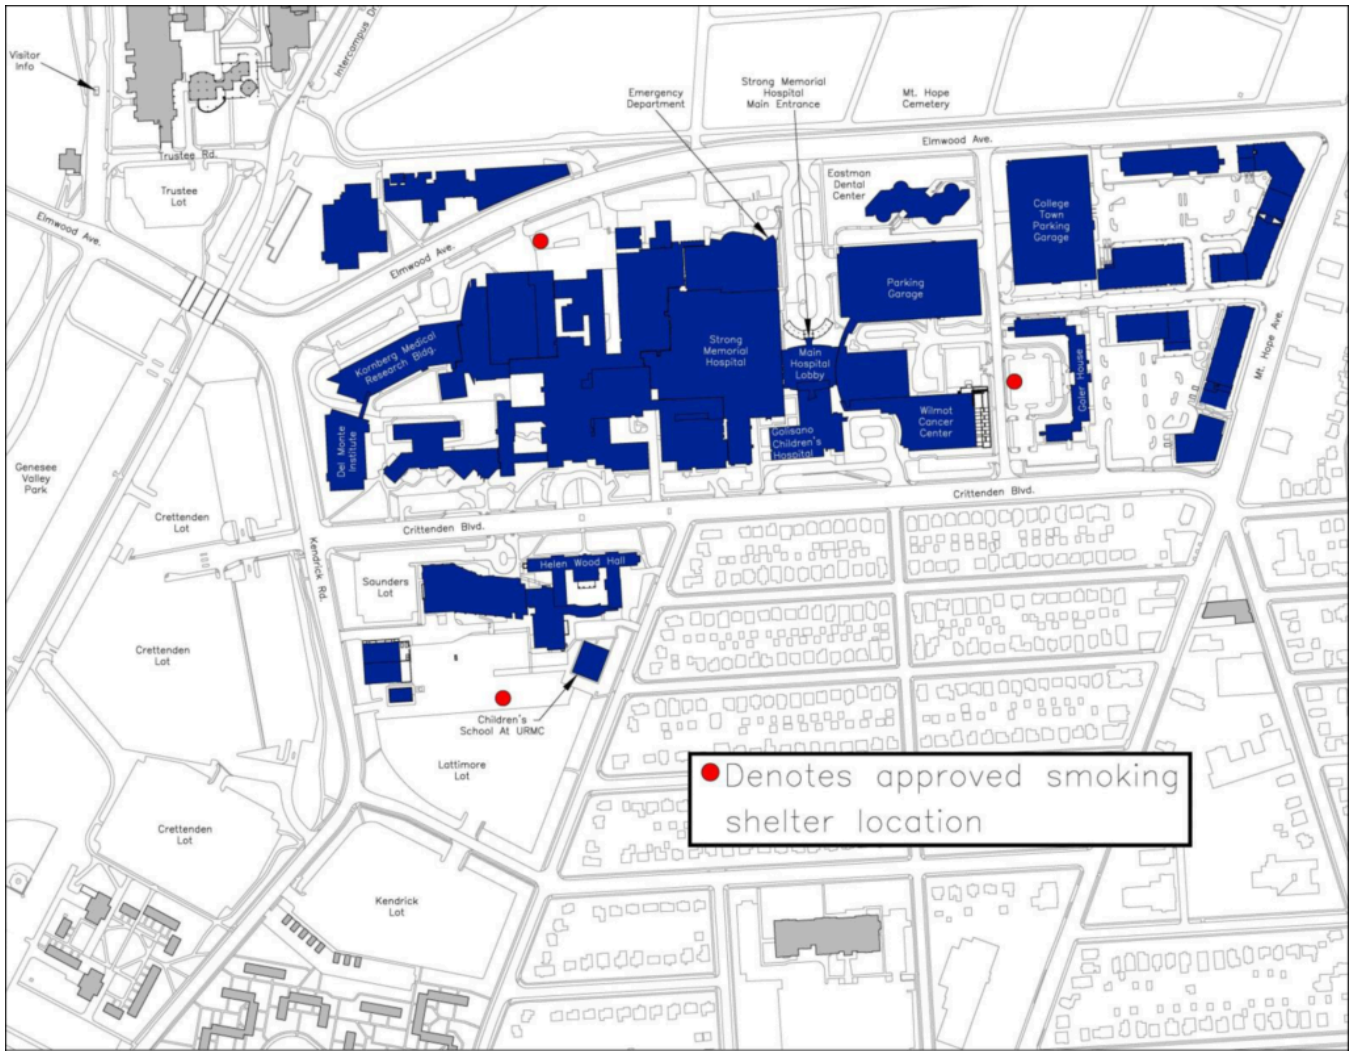 Visitor
Info
Intercampus Dr.
Trustee Rd.
Trustee
Lot
Elmwood Ave.
Emergency
Department
Strong Memorial
Hospital
Main Entrance
Mt. Hope
Cemetery
Elmwood Ave.
Eastman
Dental
Center
College
Town
Parking
Garage
Elmwood Ave.
Parking
Garage
Kornberg Medical
Research Bldg.
Strong
Memorial
Hospital
Main
Hospital
Lobby
Goler House
Mt. Hope Ave.
Wilmot
Cancer
Center
Golisano
Children's
Hospital
Del Monte
Institute
Genesee
Valley
Park
Crettenden
Lot
Crittenden Blvd.
Crittenden Blvd.
Kendrick Rd.
Saunders
Lot
Helen Wood Hall
Crettenden
Lot
Children's
School At URMC
Lattimore
Lot
Denotes approved smoking
shelter location
Crettenden
Lot
Kendrick
Lot